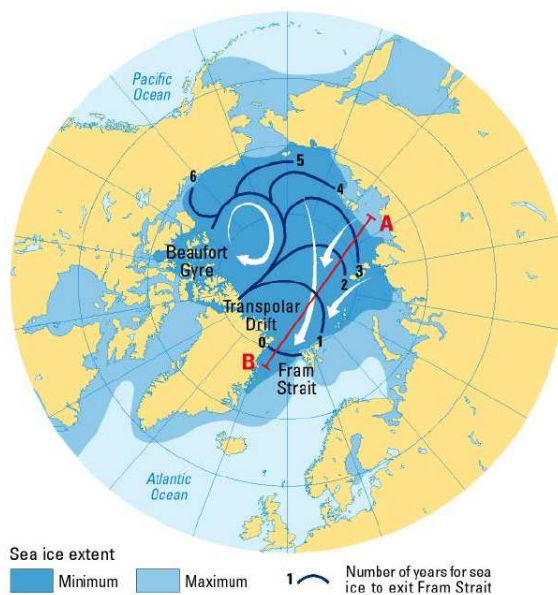 Pacific
Ocean
5
6
4
A
Beaufort
Gyre
3
2
Transpolar
Drift
0
1
B
Fram
Strait
Atlantic
Ocean
Sea ice extent
Minimum
Maximum
1
Number of years for sea
ice to exit Fram Strait